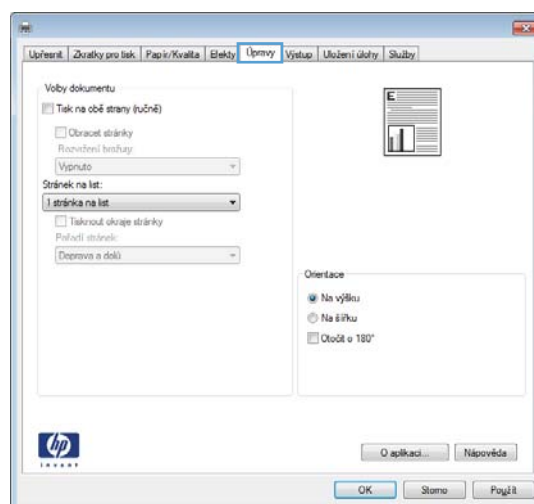 Upřesnit Zkratky pro tisk Papír/Kvalita Efekty Úpravy Výstup Uložení úlohy Služby
Volby dokumentu
Tisk na obě strany (ručně)
Obracet stránky
Rozvržení brožury:
Vypnuto
Stránek na list:
1 stránka na list
Tisknout okraje stránky
Pořadí stránek:
Doprava a dolů
E
Orientace
Na výšku
Na šířku
Otočit o 180°
hp
invent
O aplikaci... Nápověda
OK Storno Použít